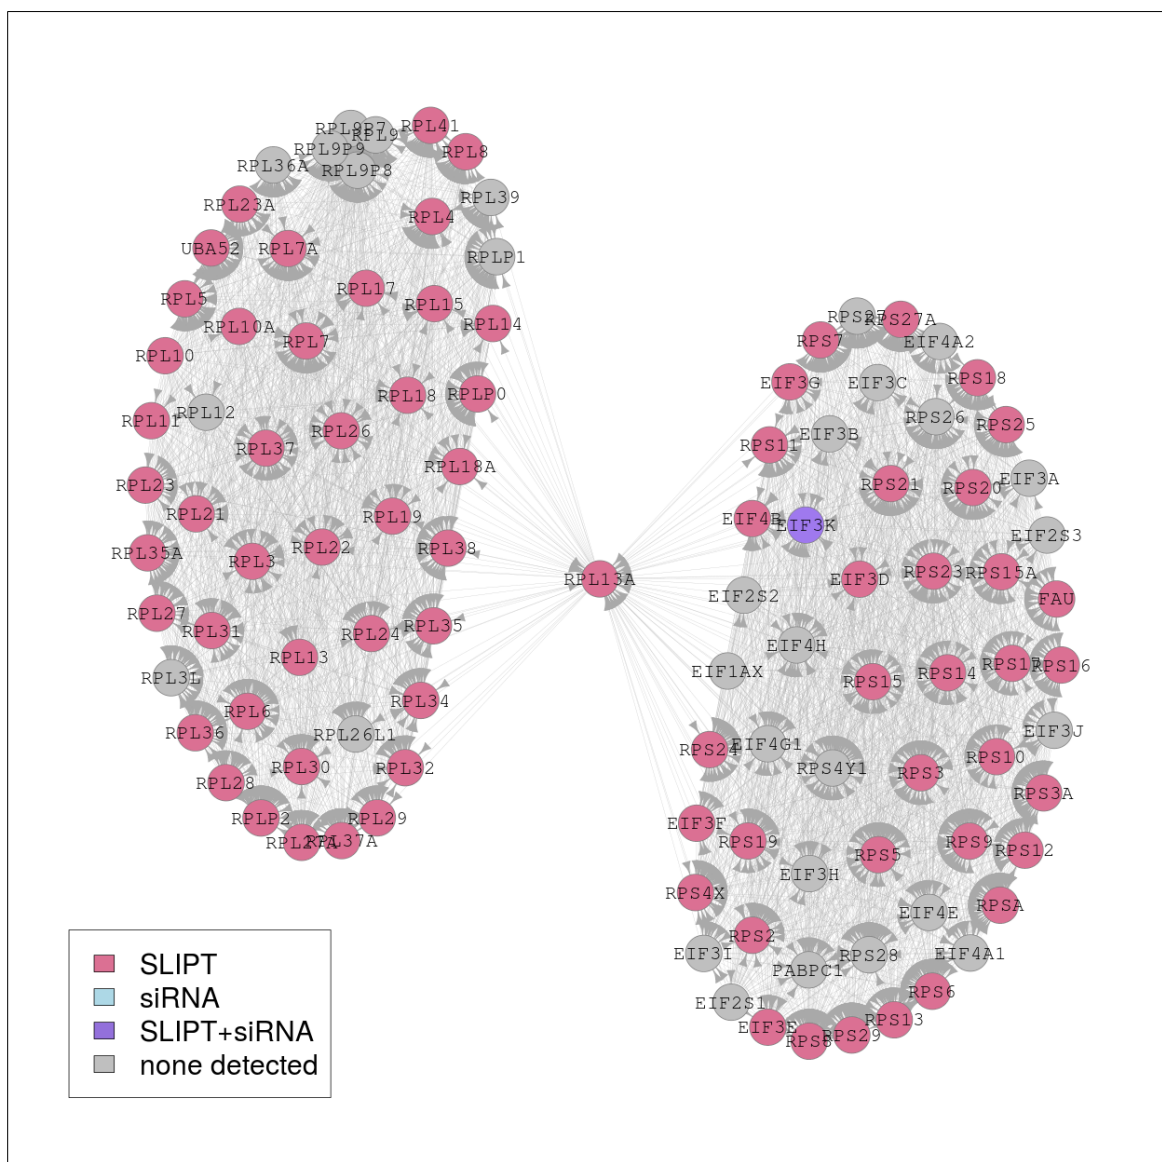 RPL9P7
RPL9
RPL41
RPL9P9
RPL8
RPL36A
RPL9P8
RPL39
RPL23A
RPL4
UBA52
RPL7A
RPLP1
RPL17
RPL5
RPL15
RPL10A
RPL14
RPL7
RPL10
RPLP0
RPL18
RPL12
RPL11
RPL26
RPL37
RPL18A
RPL23
RPL21
RPL19
RPL22
RPL38
RPL35A
RPL3
RPL27
RPL31
RPL24
RPL35
RPL13
RPL3L
RPL34
RPL6
RPL36
RPL26L1
RPL30
RPL32
RPL28
RPLP2
RPL29
RPL27A
RPL37A
RPL13A
RPS27
RPS27A
RPS7
EIF4A2
EIF3G
EIF3C
RPS18
RPS26
RPS25
EIF3B
RPS11
EIF3A
RPS21
RPS20
EIF4B
EIF3K
EIF2S3
RPS23
RPS15A
EIF3D
EIF2S2
FAU
EIF4H
EIF1AX
RPS15
RPS14
RPS17
RPS16
RPS24
EIF4G1
EIF3J
RPS4Y1
RPS3
RPS10
RPS3A
EIF3F
RPS19
RPS5
RPS9
RPS12
EIF3H
RPS4X
EIF4E
RPSA
RPS2
EIF3I
PABPC1
RPS28
EIF4A1
EIF2S1
RPS6
EIF3E
RPS8
RPS29
RPS13
SLIPT
siRNA
SLIPT+siRNA
none detected